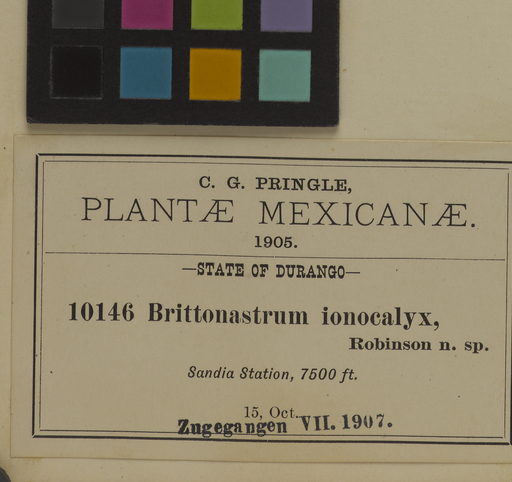 C. G. PRINGLE,
PLANTÆ MEXICANÆ.
1905.
—STATE OF DURANGO—
10146 Brittonastrum ionocalyx,
Robinson n. sp.
Sandia Station, 7500 ft.
15, Oct.
Zugegangen VII. 1907.